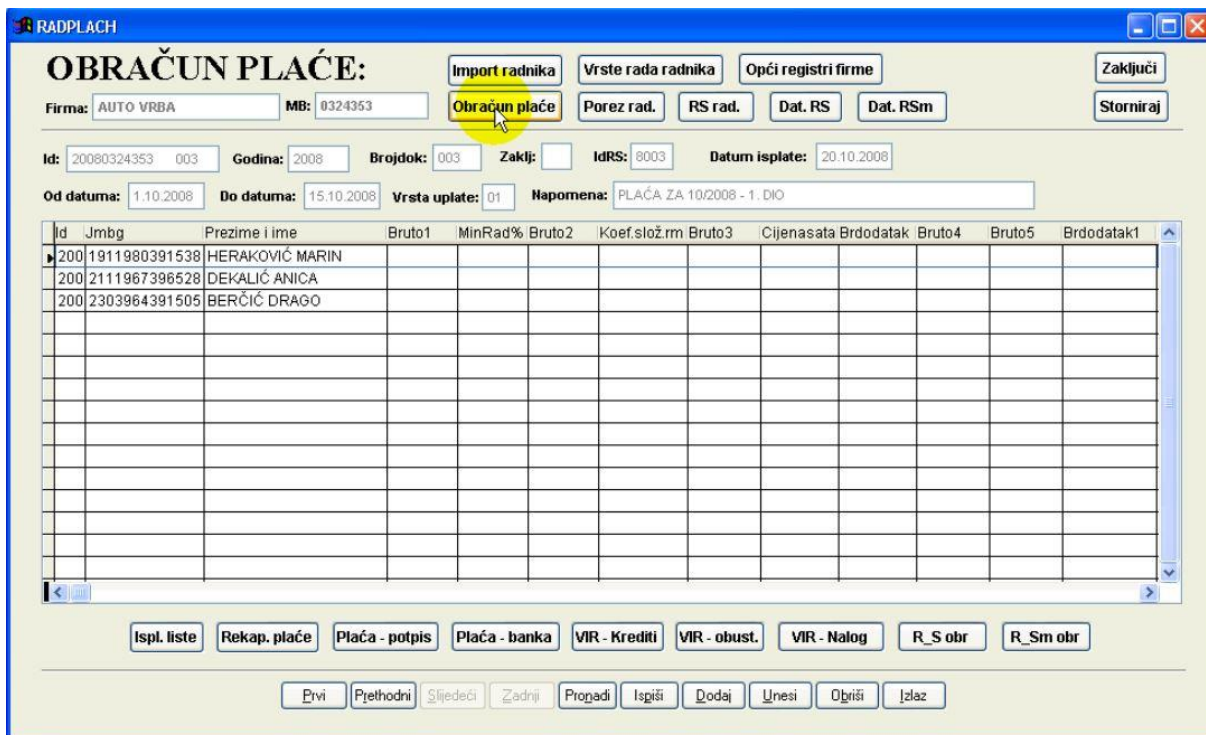 RADPLACH
OBRAČUN PLAĆE:
Import radnika Vrste rada radnika Opći registri firme Zaključi
Firma: AUTO VRBA MB: 0324353 Obračun plaće Porez rad. RS rad. Dat. RS Dat. RSm Storniraj
Id: 20080324353 003 Godina: 2008 Brojdok: 003 Zaklj: IdRS: 8003 Datum isplate: 20.10.2008
Od datuma: 1.10.2008 Do datuma: 15.10.2008 Vrsta uplate: 01 Napomena: PLAĆA ZA 10/2008 - 1. DIO
Id Jmbg Prezime i ime Bruto1 MinRad% Bruto2 Koef.slož.rm Bruto3 Cijenasata Brdodatak Bruto4 Bruto5 Brdodatak1
200 1911980391538 HERAKOVIĆ MARIN
200 2111967396528 DEKALIĆ ANICA
200 2303964391505 BERČIĆ DRAGO
Ispl. liste Rekap. plaće Plaća - potpis Plaća - banka VIR - Krediti VIR - obust. VIR - Nalog R_S obr R_Sm obr
Prvi Prethodni Slijedeći Zadnji Pronađi Ispiši Dodaj Unesi Obriši Izlaz